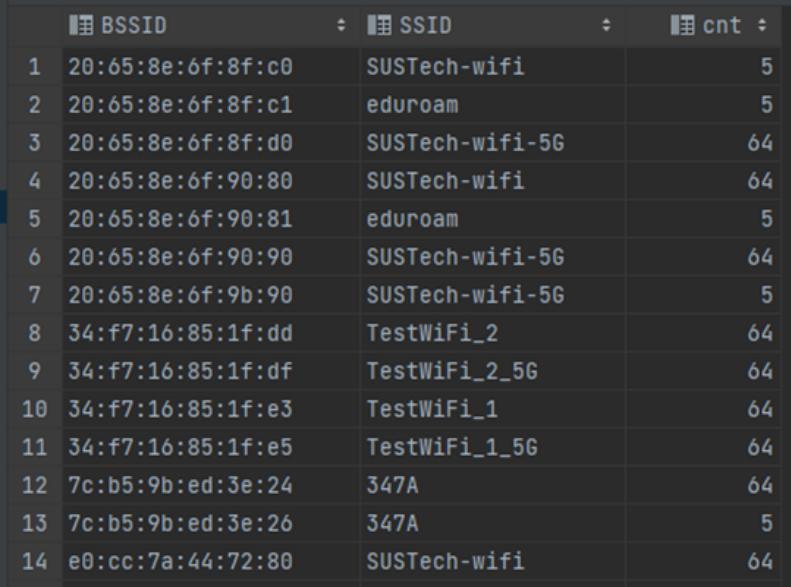 BSSID SSID cnt
1 20:65:8e:6f:8f:c0 SUSTech-wifi 5
2 20:65:8e:6f:8f:c1 eduroam 5
3 20:65:8e:6f:8f:d0 SUSTech-wifi-5G 64
4 20:65:8e:6f:90:80 SUSTech-wifi 64
5 20:65:8e:6f:90:81 eduroam 5
6 20:65:8e:6f:90:90 SUSTech-wifi-5G 64
7 20:65:8e:6f:9b:90 SUSTech-wifi-5G 5
8 34:f7:16:85:1f:dd TestWiFi_2 64
9 34:f7:16:85:1f:df TestWiFi_2_5G 64
10 34:f7:16:85:1f:e3 TestWiFi_1 64
11 34:f7:16:85:1f:e5 TestWiFi_1_5G 64
12 7c:b5:9b:ed:3e:24 347A 64
13 7c:b5:9b:ed:3e:26 347A 5
14 e0:cc:7a:44:72:80 SUSTech-wifi 64